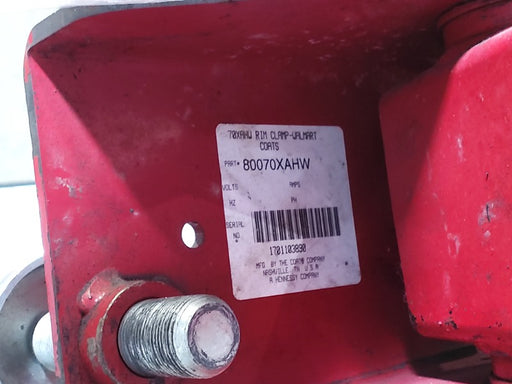 70XAHW RIM CLAMP-WALMART
COATS
PART# 80070XAHW
VOLTS AMPS
HZ PH
SERIAL
NO. 1701103890
MFG. BY THE COATS COMPANY
NASHVILLE, TN U S A
A HENNESSY COMPANY